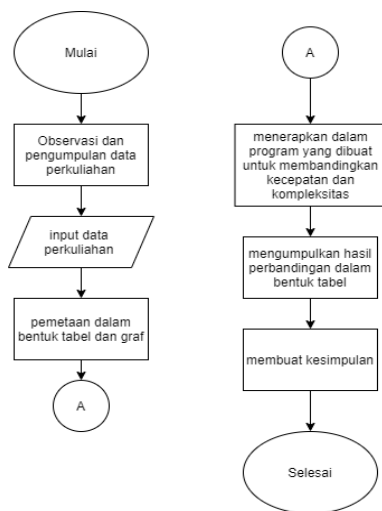 Mulai
Observasi dan
pengumpulan data
perkuliahan
input data
perkuliahan
pemetaan dalam
bentuk tabel dan graf
A
A
menerapkan dalam
program yang dibuat
untuk membandingkan
kecepatan dan
kompleksitas
mengumpulkan hasil
perbandingan dalam
bentuk tabel
membuat kesimpulan
Selesai